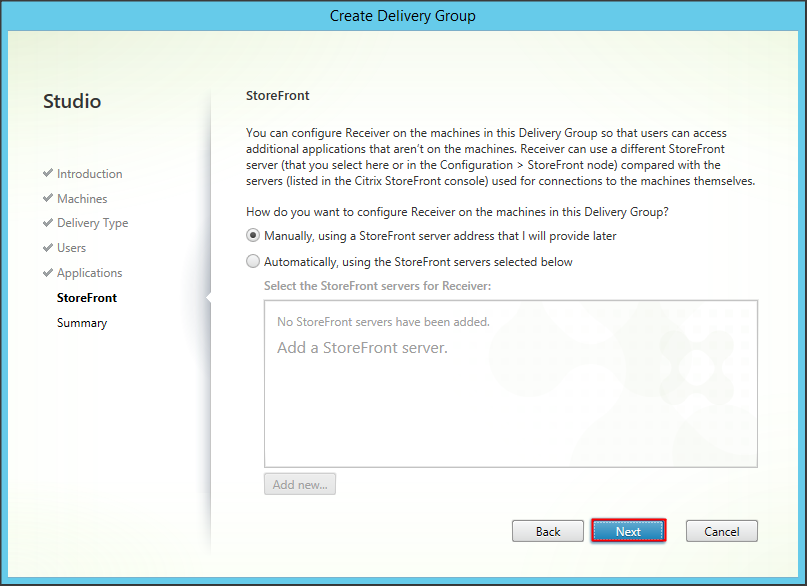 Create Delivery Group
Studio
Introduction
Machines
Delivery Type
Users
Applications
StoreFront
Summary
StoreFront
You can configure Receiver on the machines in this Delivery Group so that users can access
additional applications that aren't on the machines. Receiver can use a different StoreFront
server (that you select here or in the Configuration > StoreFront node) compared with the
servers (listed in the Citrix StoreFront console) used for connections to the machines themselves.
How do you want to configure Receiver on the machines in this Delivery Group?
Manually, using a StoreFront server address that I will provide later
Automatically, using the StoreFront servers selected below
Select the StoreFront servers for Receiver:
No StoreFront servers have been added.
Add a StoreFront server.
Add new...
Back
Next
Cancel